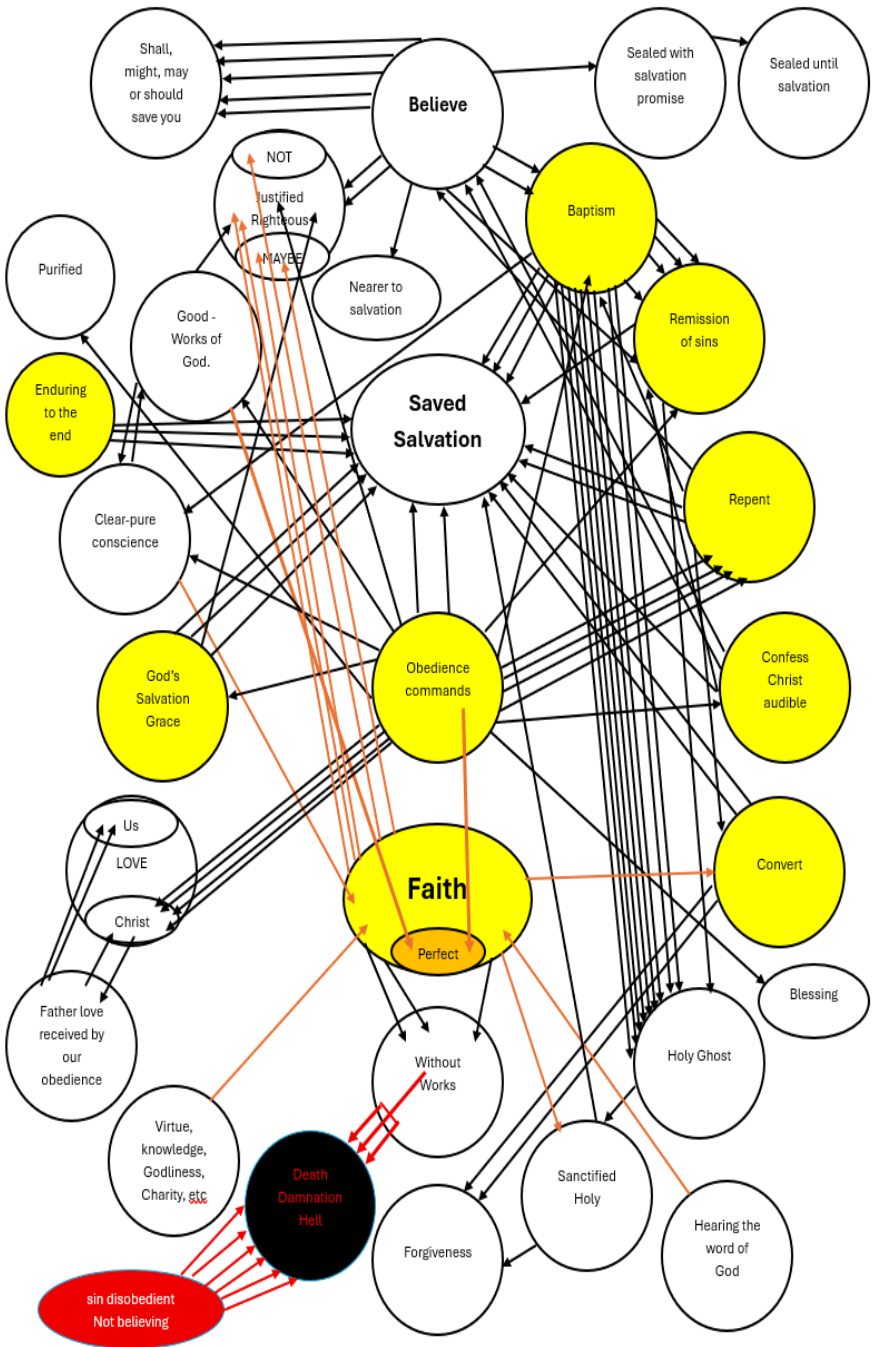 Shall,
might, may
or should
save you
Believe
Sealed with
salvation
promise
Sealed until
salvation
NOT
Justified
Righteous
MAYBE
Baptism
Purified
Nearer to
salvation
Good -
Works of
God.
Remission
of sins
Enduring
to the
end
Saved
Salvation
Repent
Clear-pure
conscience
God's
Salvation
Grace
Obedience
commands
Confess
Christ
audible
Us
LOVE
Christ
Faith
Perfect
Convert
Father love
received by
our
obedience
Blessing
Without
Works
Holy Ghost
Virtue,
knowledge,
Godliness,
Charity, etc
Death
Damnation
Hell
Sanctified
Holy
Forgiveness
Hearing the
word of
God
sin disobedient
Not believing